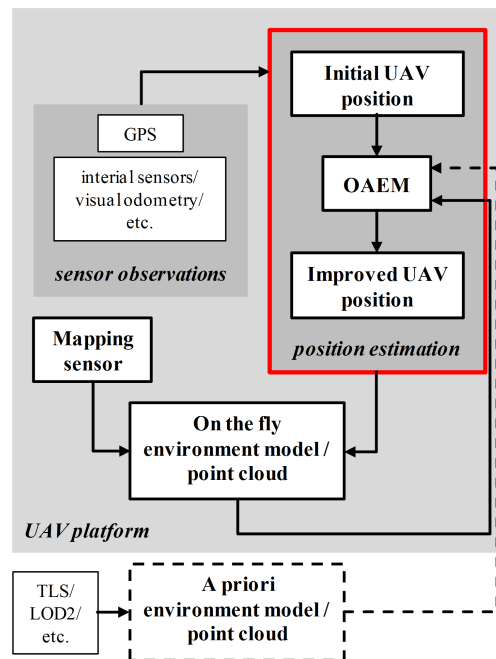 Initial UAV
position
GPS
interial sensors/
visual odometry/
etc.
sensor observations
OAEM
Improved UAV
position
position estimation
Mapping
sensor
On the fly
environment model /
point cloud
UAV platform
TLS/
LOD2/
etc.
A priori
environment model /
point cloud